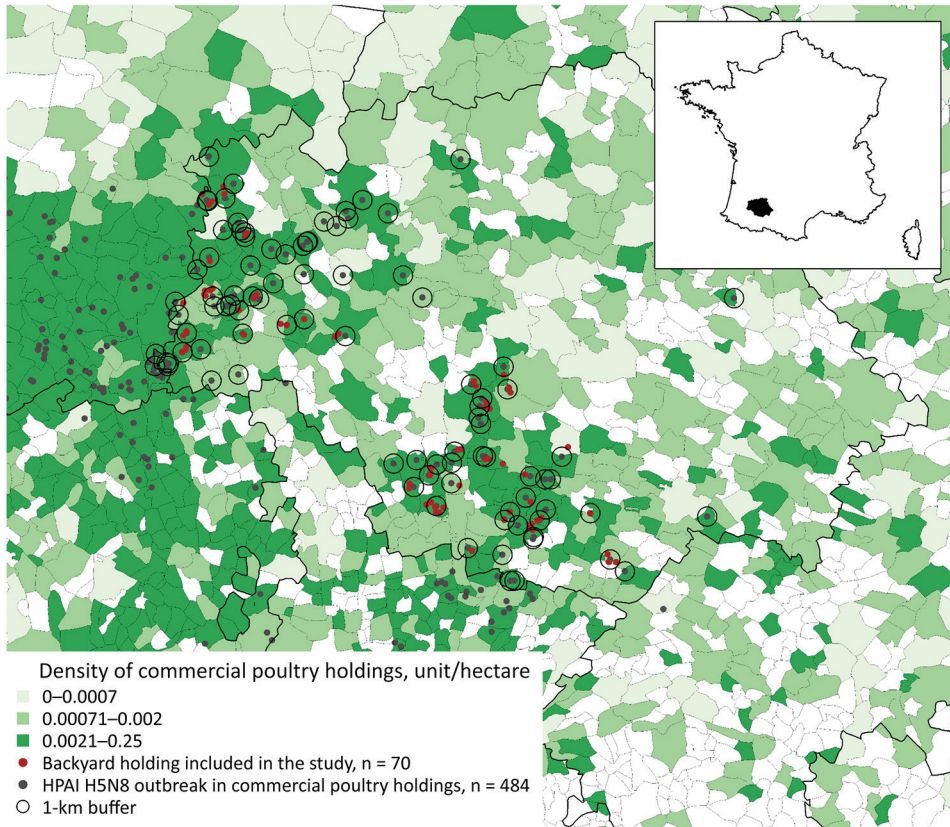 Density of commercial poultry holdings, unit/hectare
0–0.0007
0.00071–0.002
0.0021–0.25
Backyard holding included in the study, n = 70
HPAI H5N8 outbreak in commercial poultry holdings, n = 484
1-km buffer